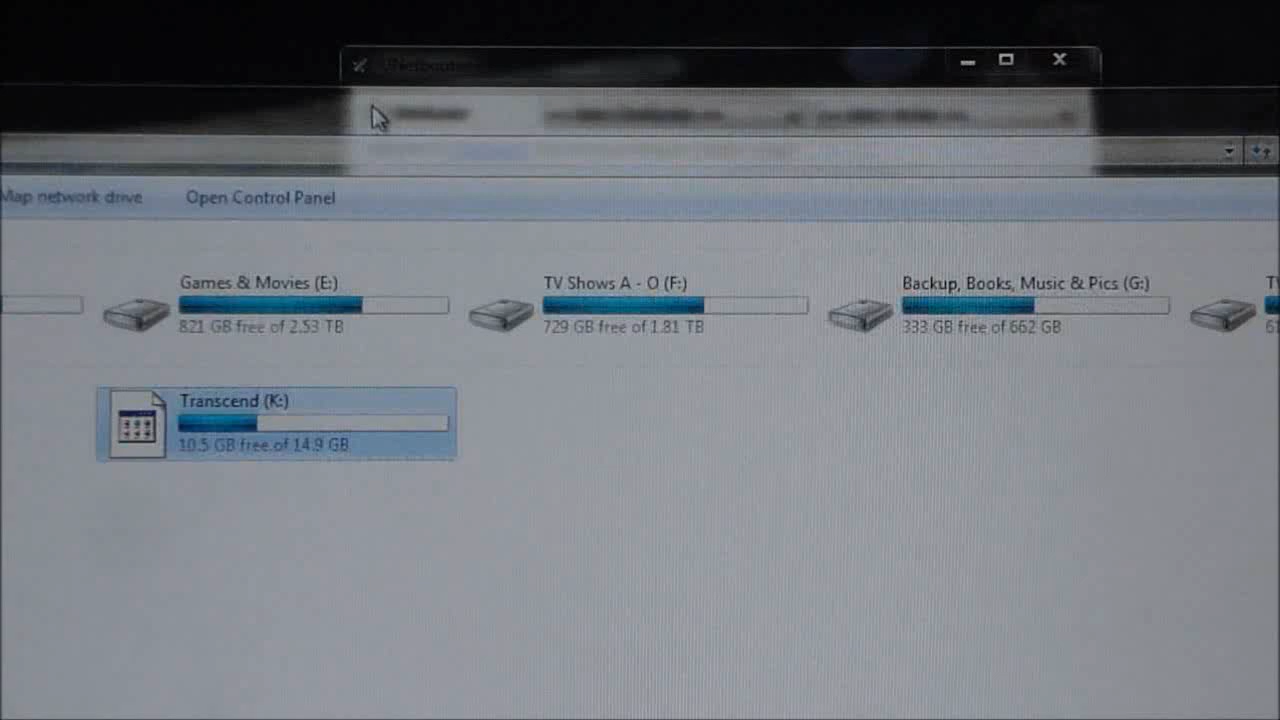 Map network drive
Open Control Panel
Games & Movies (E:)
821 GB free of 2.53 TB
TV Shows A - O (F:)
729 GB free of 1.81 TB
Backup, Books, Music & Pics (G:)
333 GB free of 662 GB
Transcend (K:)
10.5 GB free of 14.9 GB